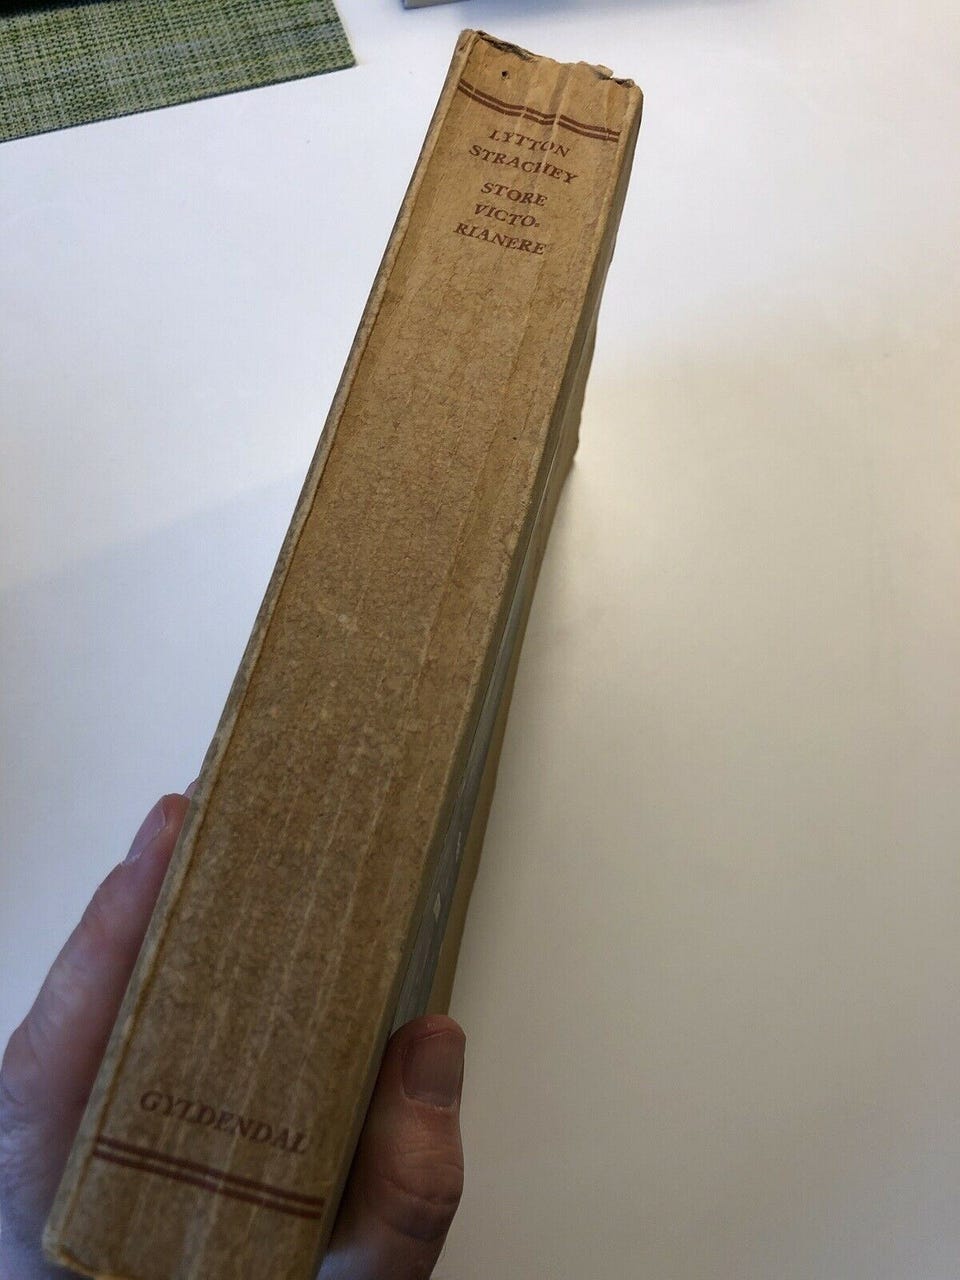 LYTTON
STRACHEY
STORE
VICTO-
RIANERE
GYLDENDAL